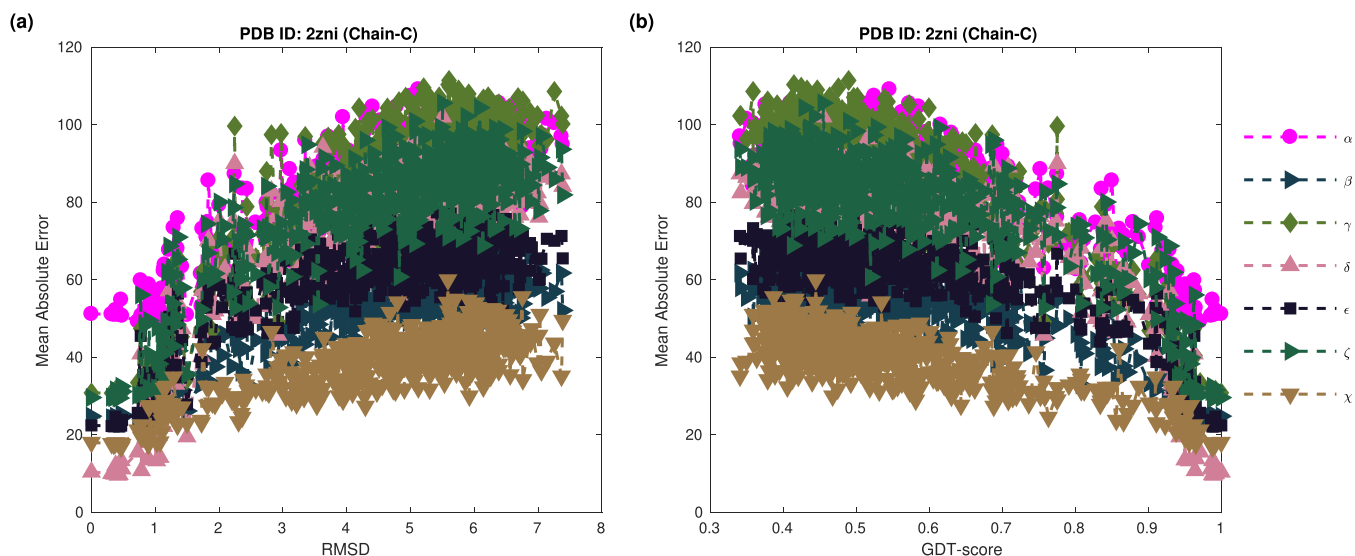 (a)
PDB ID: 2zni (Chain-C)
120
100
80
60
40
20
0
Mean Absolute Error
0 1 2 3 4 5 6 7 8
RMSD
(b)
PDB ID: 2zni (Chain-C)
120
100
80
60
40
20
0
Mean Absolute Error
0.3 0.4 0.5 0.6 0.7 0.8 0.9 1
GDT-score
α
β
γ
δ
ϵ
ζ
χ